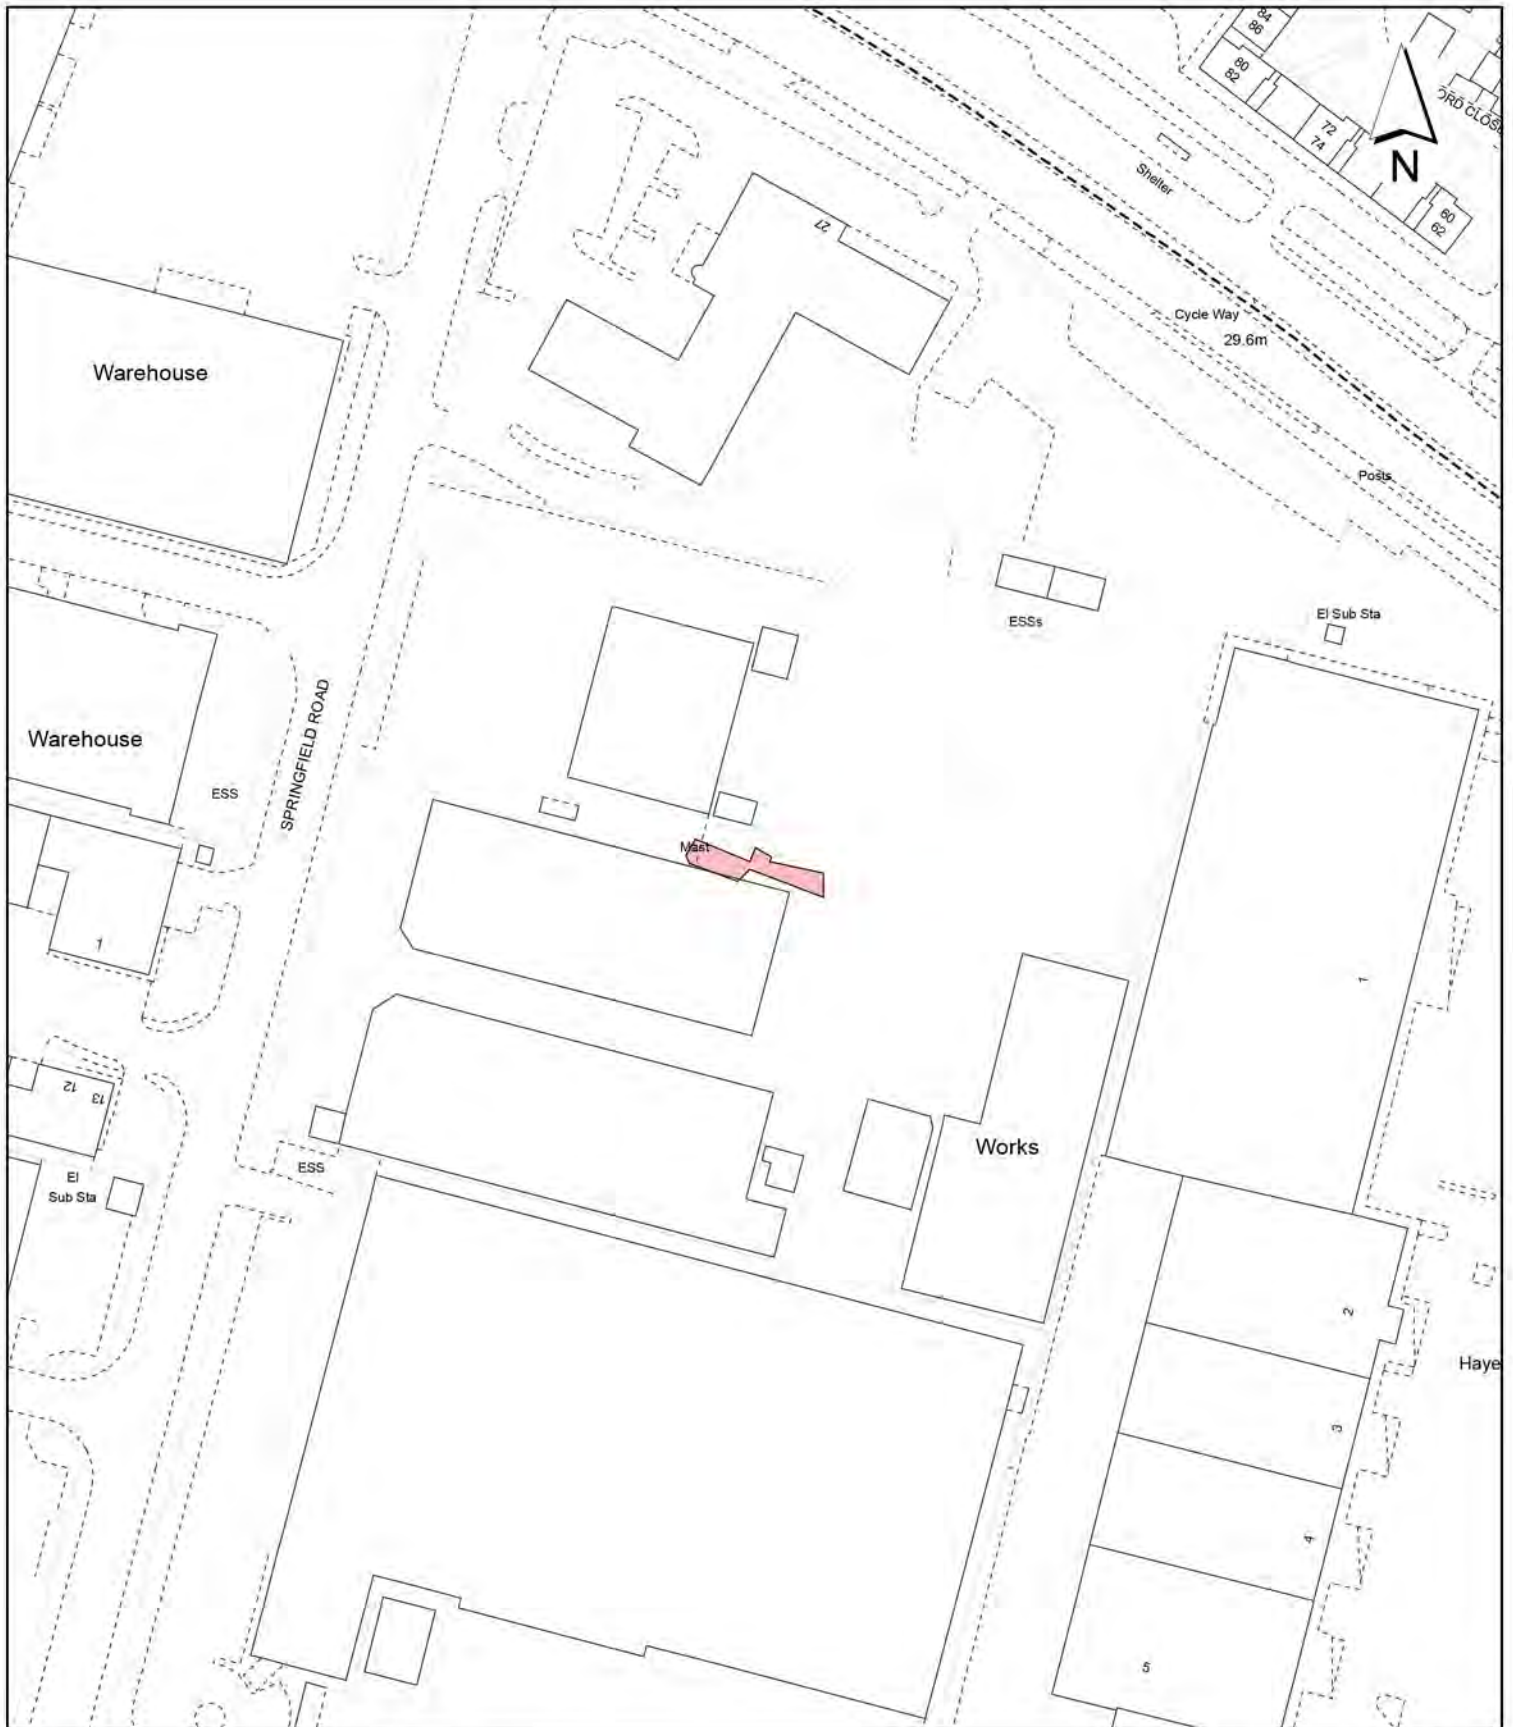 84
86
80
82
72
74
ORD CLOSE
N
60
62
Shelter
27
Cycle Way
29.6m
Warehouse
Posts
ESSs
El Sub Sta
SPRINGFIELD ROAD
Warehouse
ESS
Mast
1
1
12
13
Works
ESS
El
Sub Sta
2
Haye
3
4
5